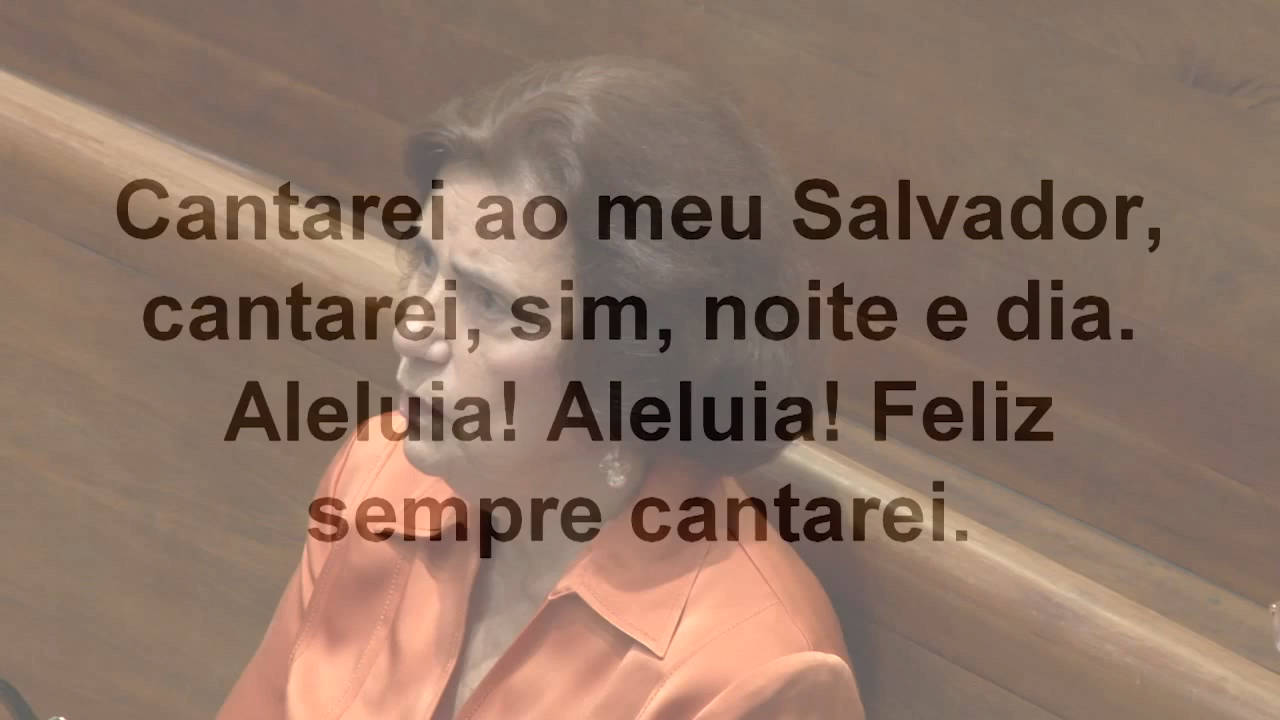 Cantarei ao meu Salvador,
cantarei, sim, noite e dia.
Aleluia! Aleluia! Feliz
sempre cantarei.